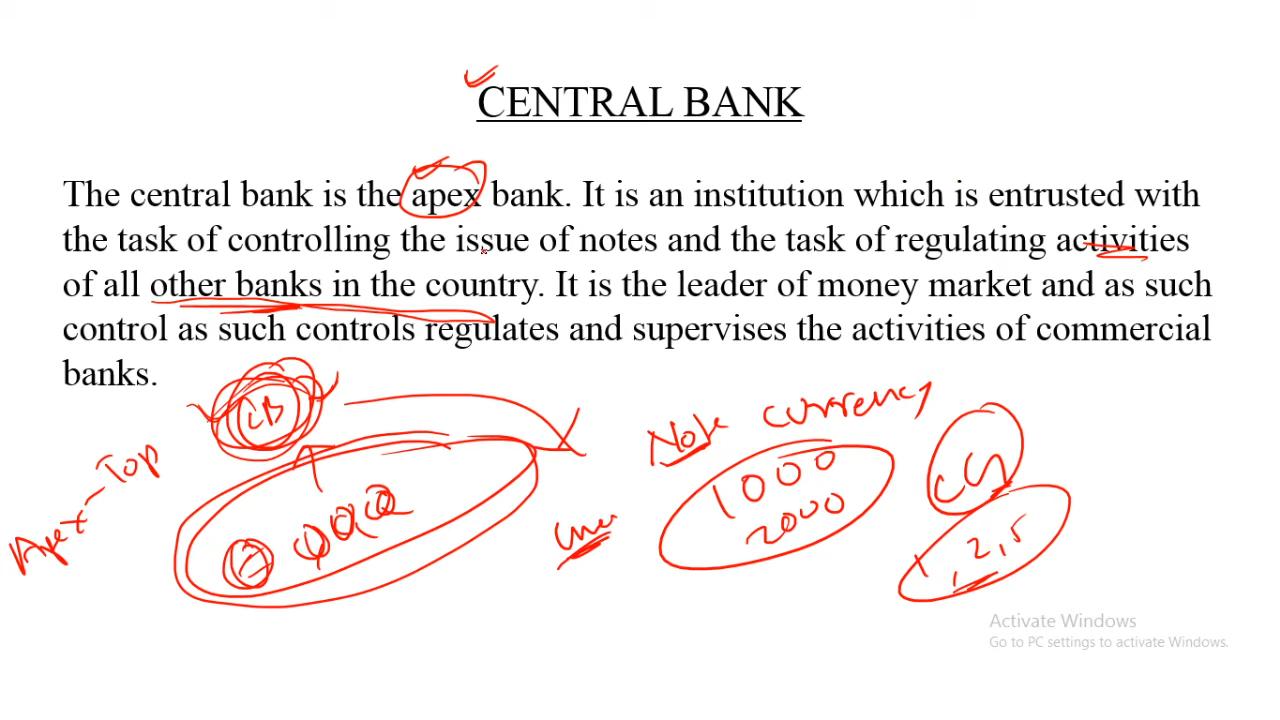 CENTRAL BANK
The central bank is the apex bank. It is an institution which is entrusted with
the task of controlling the issue of notes and the task of regulating activities
of all other banks in the country. It is the leader of money market and as such
control as such controls regulates and supervises the activities of commercial
banks.
CB
Apex - Top
Note currency
1000
2000
CG
1, 2, 5
Activate Windows
Go to PC settings to activate Windows.